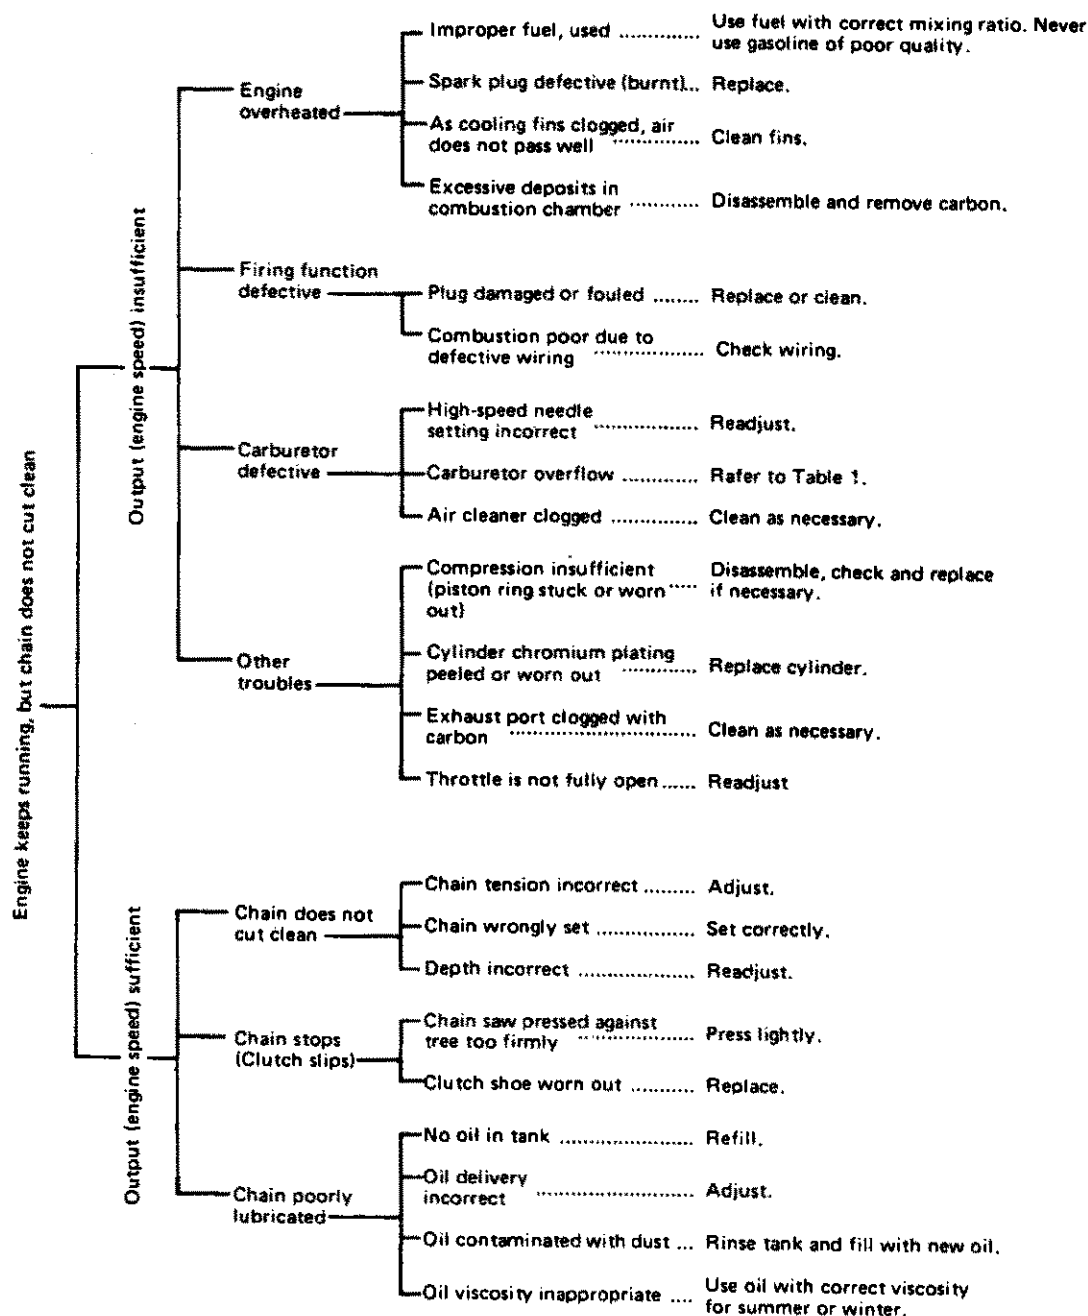 Engine keeps running, but chain does not cut clean
Output (engine speed) insufficient
Engine
overheated
Improper fuel, used ............. Use fuel with correct mixing ratio. Never
use gasoline of poor quality.
Spark plug defective (burnt)... Replace.
As cooling fins clogged, air
does not pass well ............. Clean fins.
Excessive deposits in
combustion chamber .......... Disassemble and remove carbon.
Firing function
defective
Plug damaged or fouled ........ Replace or clean.
Combustion poor due to
defective wiring ................. Check wiring.
Carburetor
defective
High-speed needle
setting incorrect ............... Readjust.
Carburetor overflow ............ Rafer to Table 1.
Air cleaner clogged .............. Clean as necessary.
Other
troubles
Compression insufficient
(piston ring stuck or worn ..... Disassemble, check and replace
out) if necessary.
Cylinder chromium plating
peeled or worn out ............ Replace cylinder.
Exhaust port clogged with
carbon ............................. Clean as necessary.
Throttle is not fully open ...... Readjust
Output (engine speed) sufficient
Chain does not
cut clean
Chain tension incorrect ......... Adjust.
Chain wrongly set .............. Set correctly.
Depth incorrect ................. Readjust.
Chain stops
(Clutch slips)
Chain saw pressed against
tree too firmly .................. Press lightly.
Clutch shoe worn out .......... Replace.
Chain poorly
lubricated
No oil in tank .................... Refill.
Oil delivery
incorrect ........................ Adjust.
Oil contaminated with dust ... Rinse tank and fill with new oil.
Oil viscosity inappropriate .... Use oil with correct viscosity
for summer or winter.